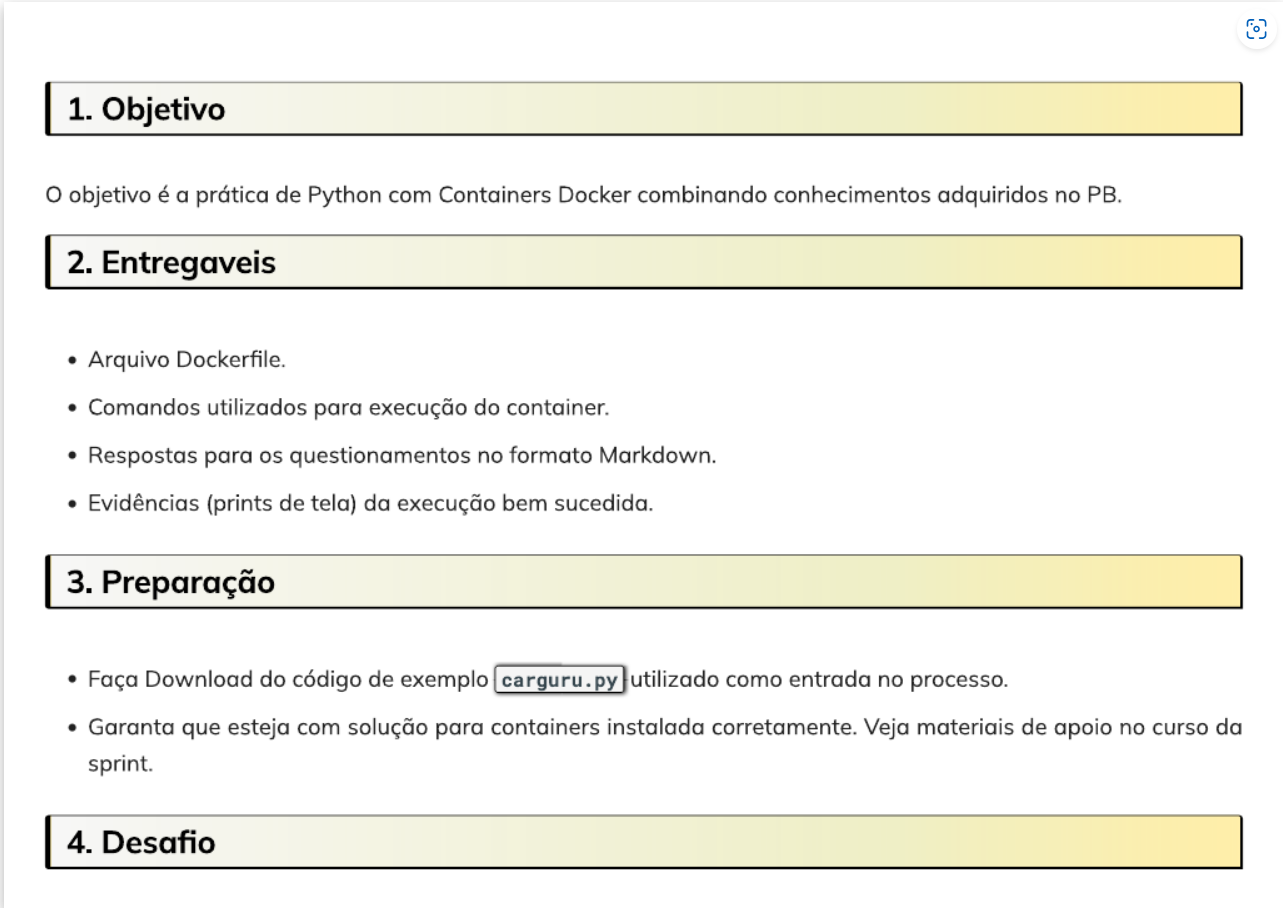 1. Objetivo
O objetivo é a prática de Python com Containers Docker combinando conhecimentos adquiridos no PB.
2. Entregaveis
• Arquivo Dockerfile.
• Comandos utilizados para execução do container.
• Respostas para os questionamentos no formato Markdown.
• Evidências (prints de tela) da execução bem sucedida.
3. Preparação
• Faça Download do código de exemplo carguru.py utilizado como entrada no processo.
• Garanta que esteja com solução para containers instalada corretamente. Veja materiais de apoio no curso da
sprint.
4. Desafio